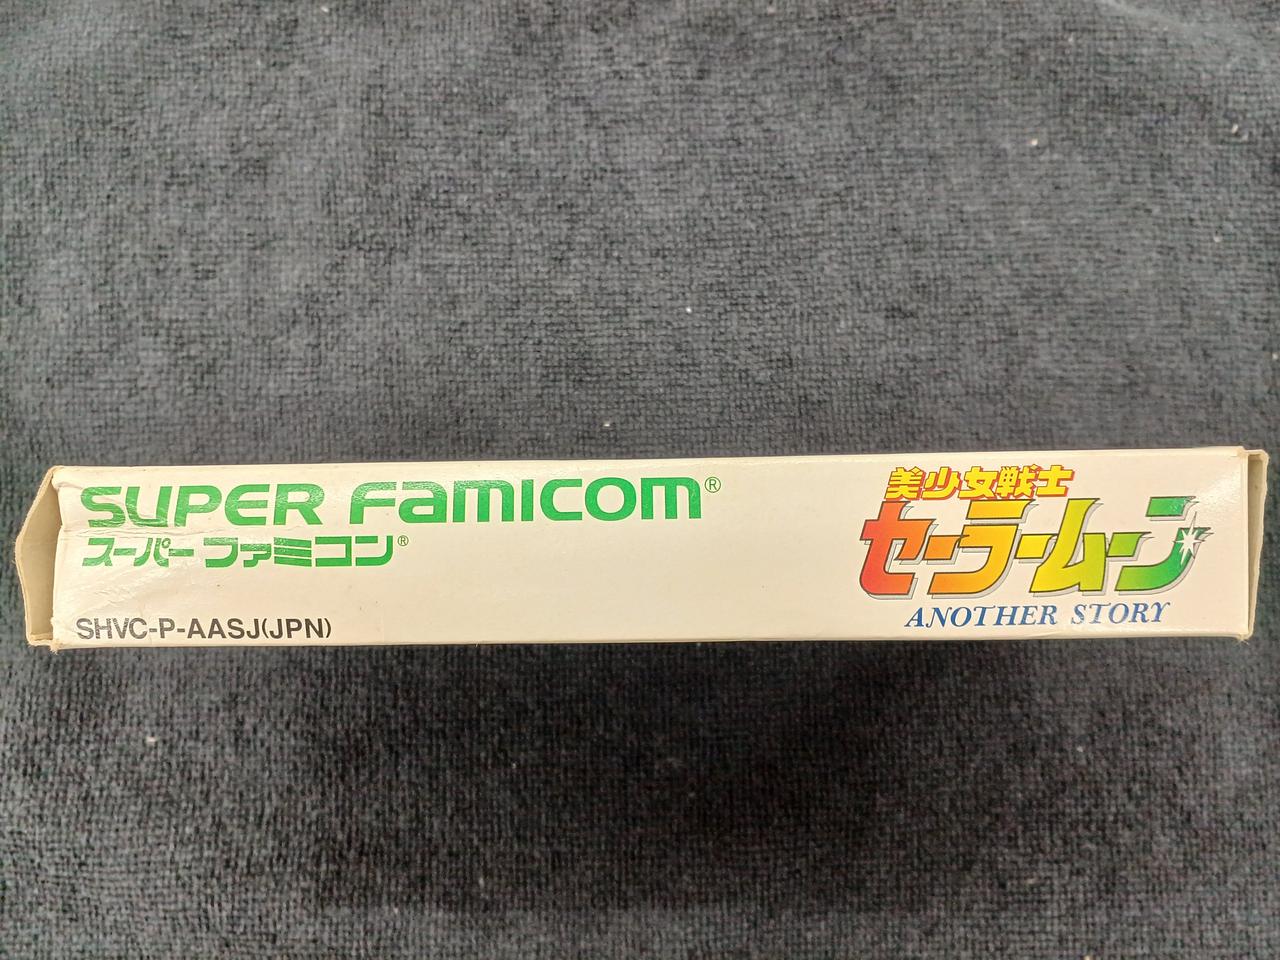 SUPER FAMICOM®
スーパーファミコン®
SHVC-P-AASJ(JPN)
美少女戦士
セーラームーン
ANOTHER STORY